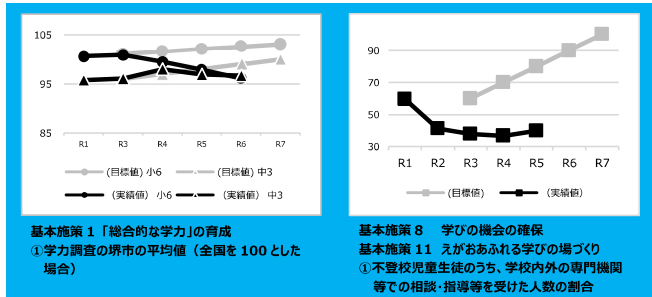 105
95
85
R1 R3 R4 R5 R6 R7
(目標値) 小6 (目標値) 中3
(実績値) 小6 (実績値) 中3
基本施策1「総合的な学力」の育成
①学力調査の堺市の平均値(全国を100とした
場合)
90
70
50
30
R1 R2 R3 R4 R5 R6 R7
(目標値) (実績値)
基本施策8 学びの機会の確保
基本施策11 えがおあふれる学びの場づくり
①不登校児童生徒のうち、学校内外の専門機関
等での相談・指導等を受けた人数の割合